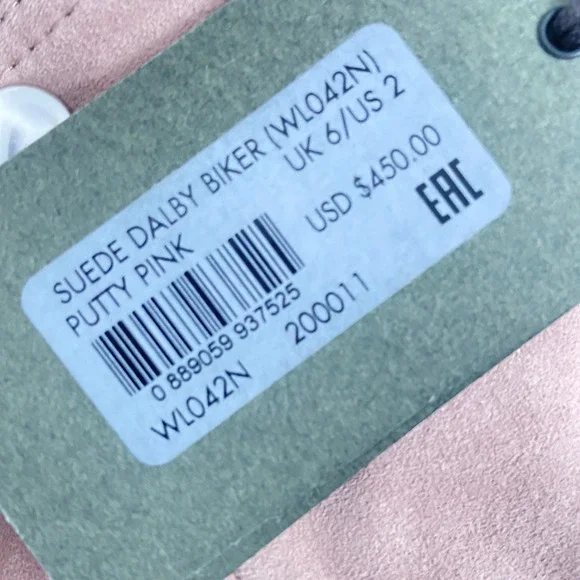 SUEDE DALBY BIKER (WL042N)
PUTTY PINK
UK 6/US 2
USD $450.00
EAC
0 889059 937525
WL042N
200011